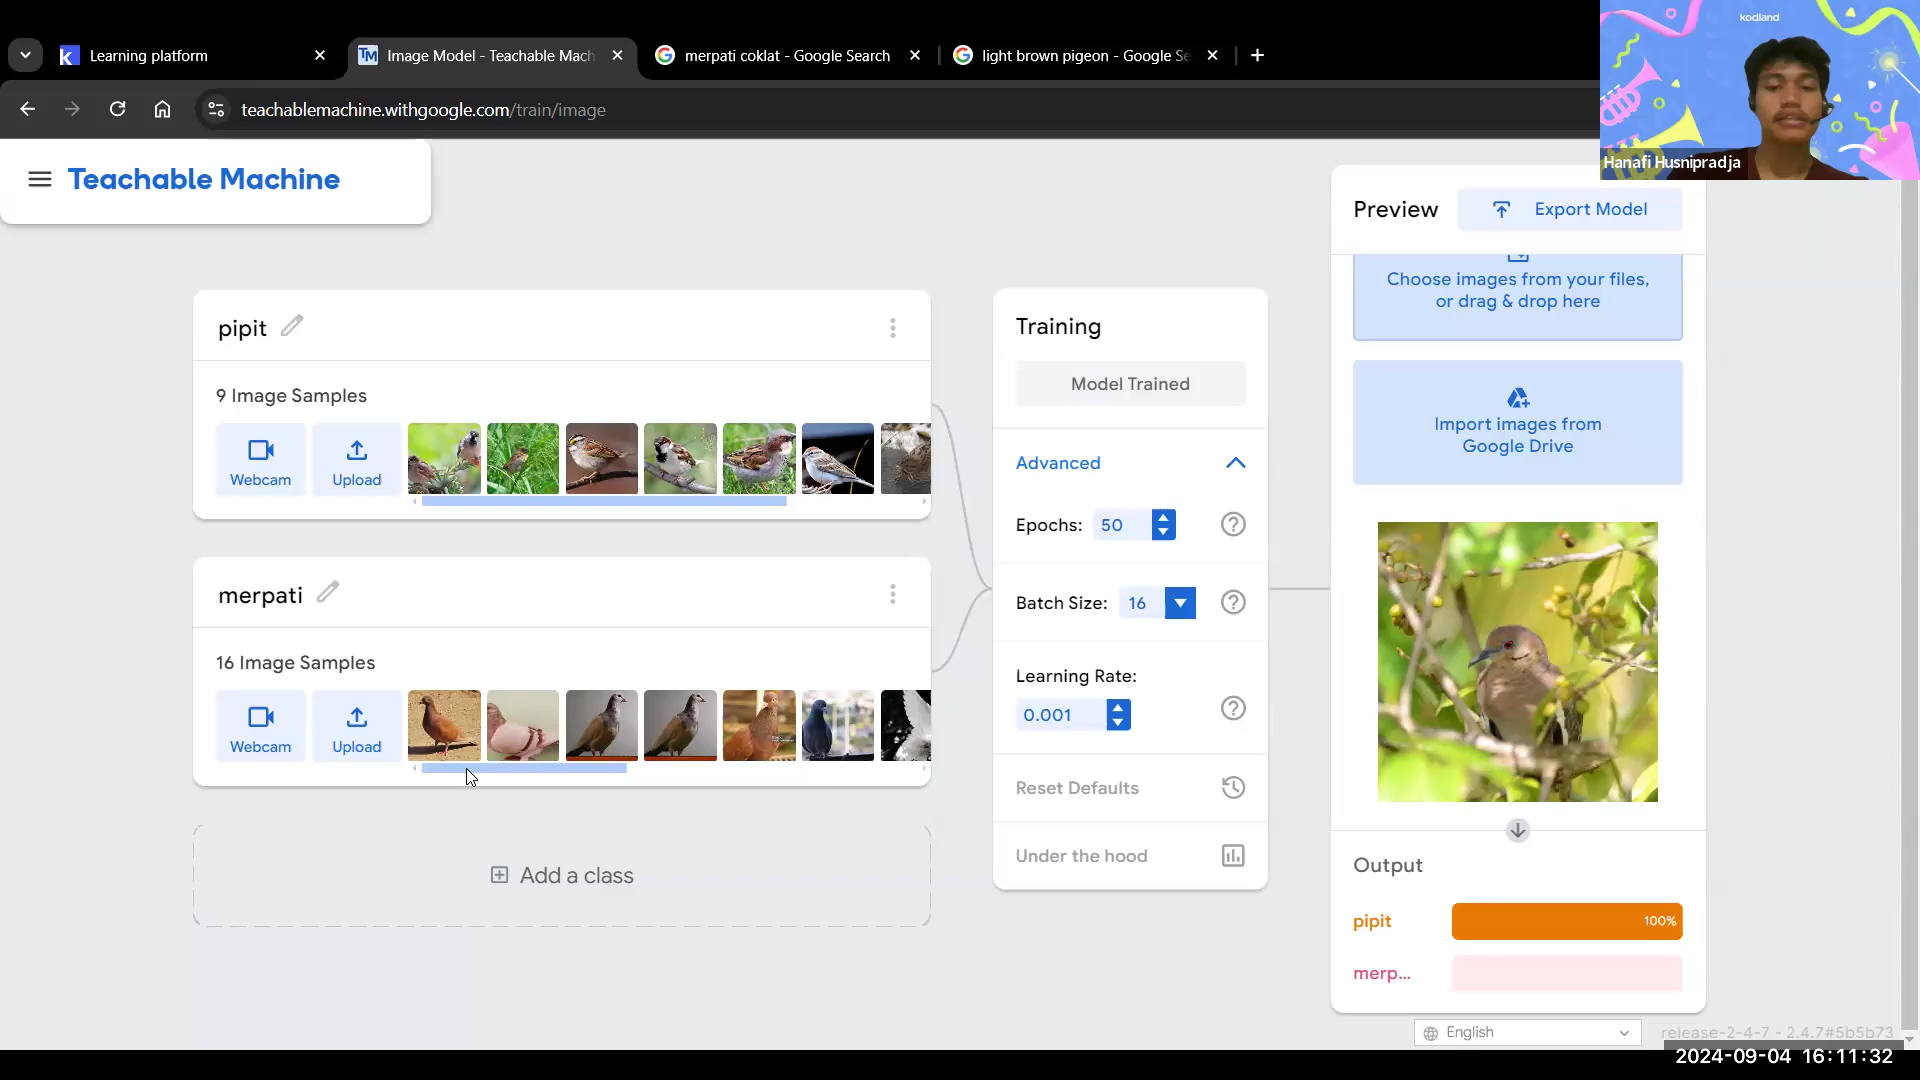 Learning platform
Image Model - Teachable Mach
merpati coklat - Google Search
light brown pigeon - Google Se
teachablemachine.withgoogle.com/train/image
kodland
Hanafi Husnipradja
Teachable Machine
pipit
9 Image Samples
Webcam
Upload
merpati
16 Image Samples
Webcam
Upload
Add a class
Training
Model Trained
Advanced
Epochs: 50
Batch Size: 16
Learning Rate:
0.001
Reset Defaults
Under the hood
Preview
Export Model
Choose images from your files,
or drag & drop here
Import images from
Google Drive
Output
pipit
100%
merp...
English
release-2-4-7 - 2.4.7#5b5b73
2024-09-04 16:11:32